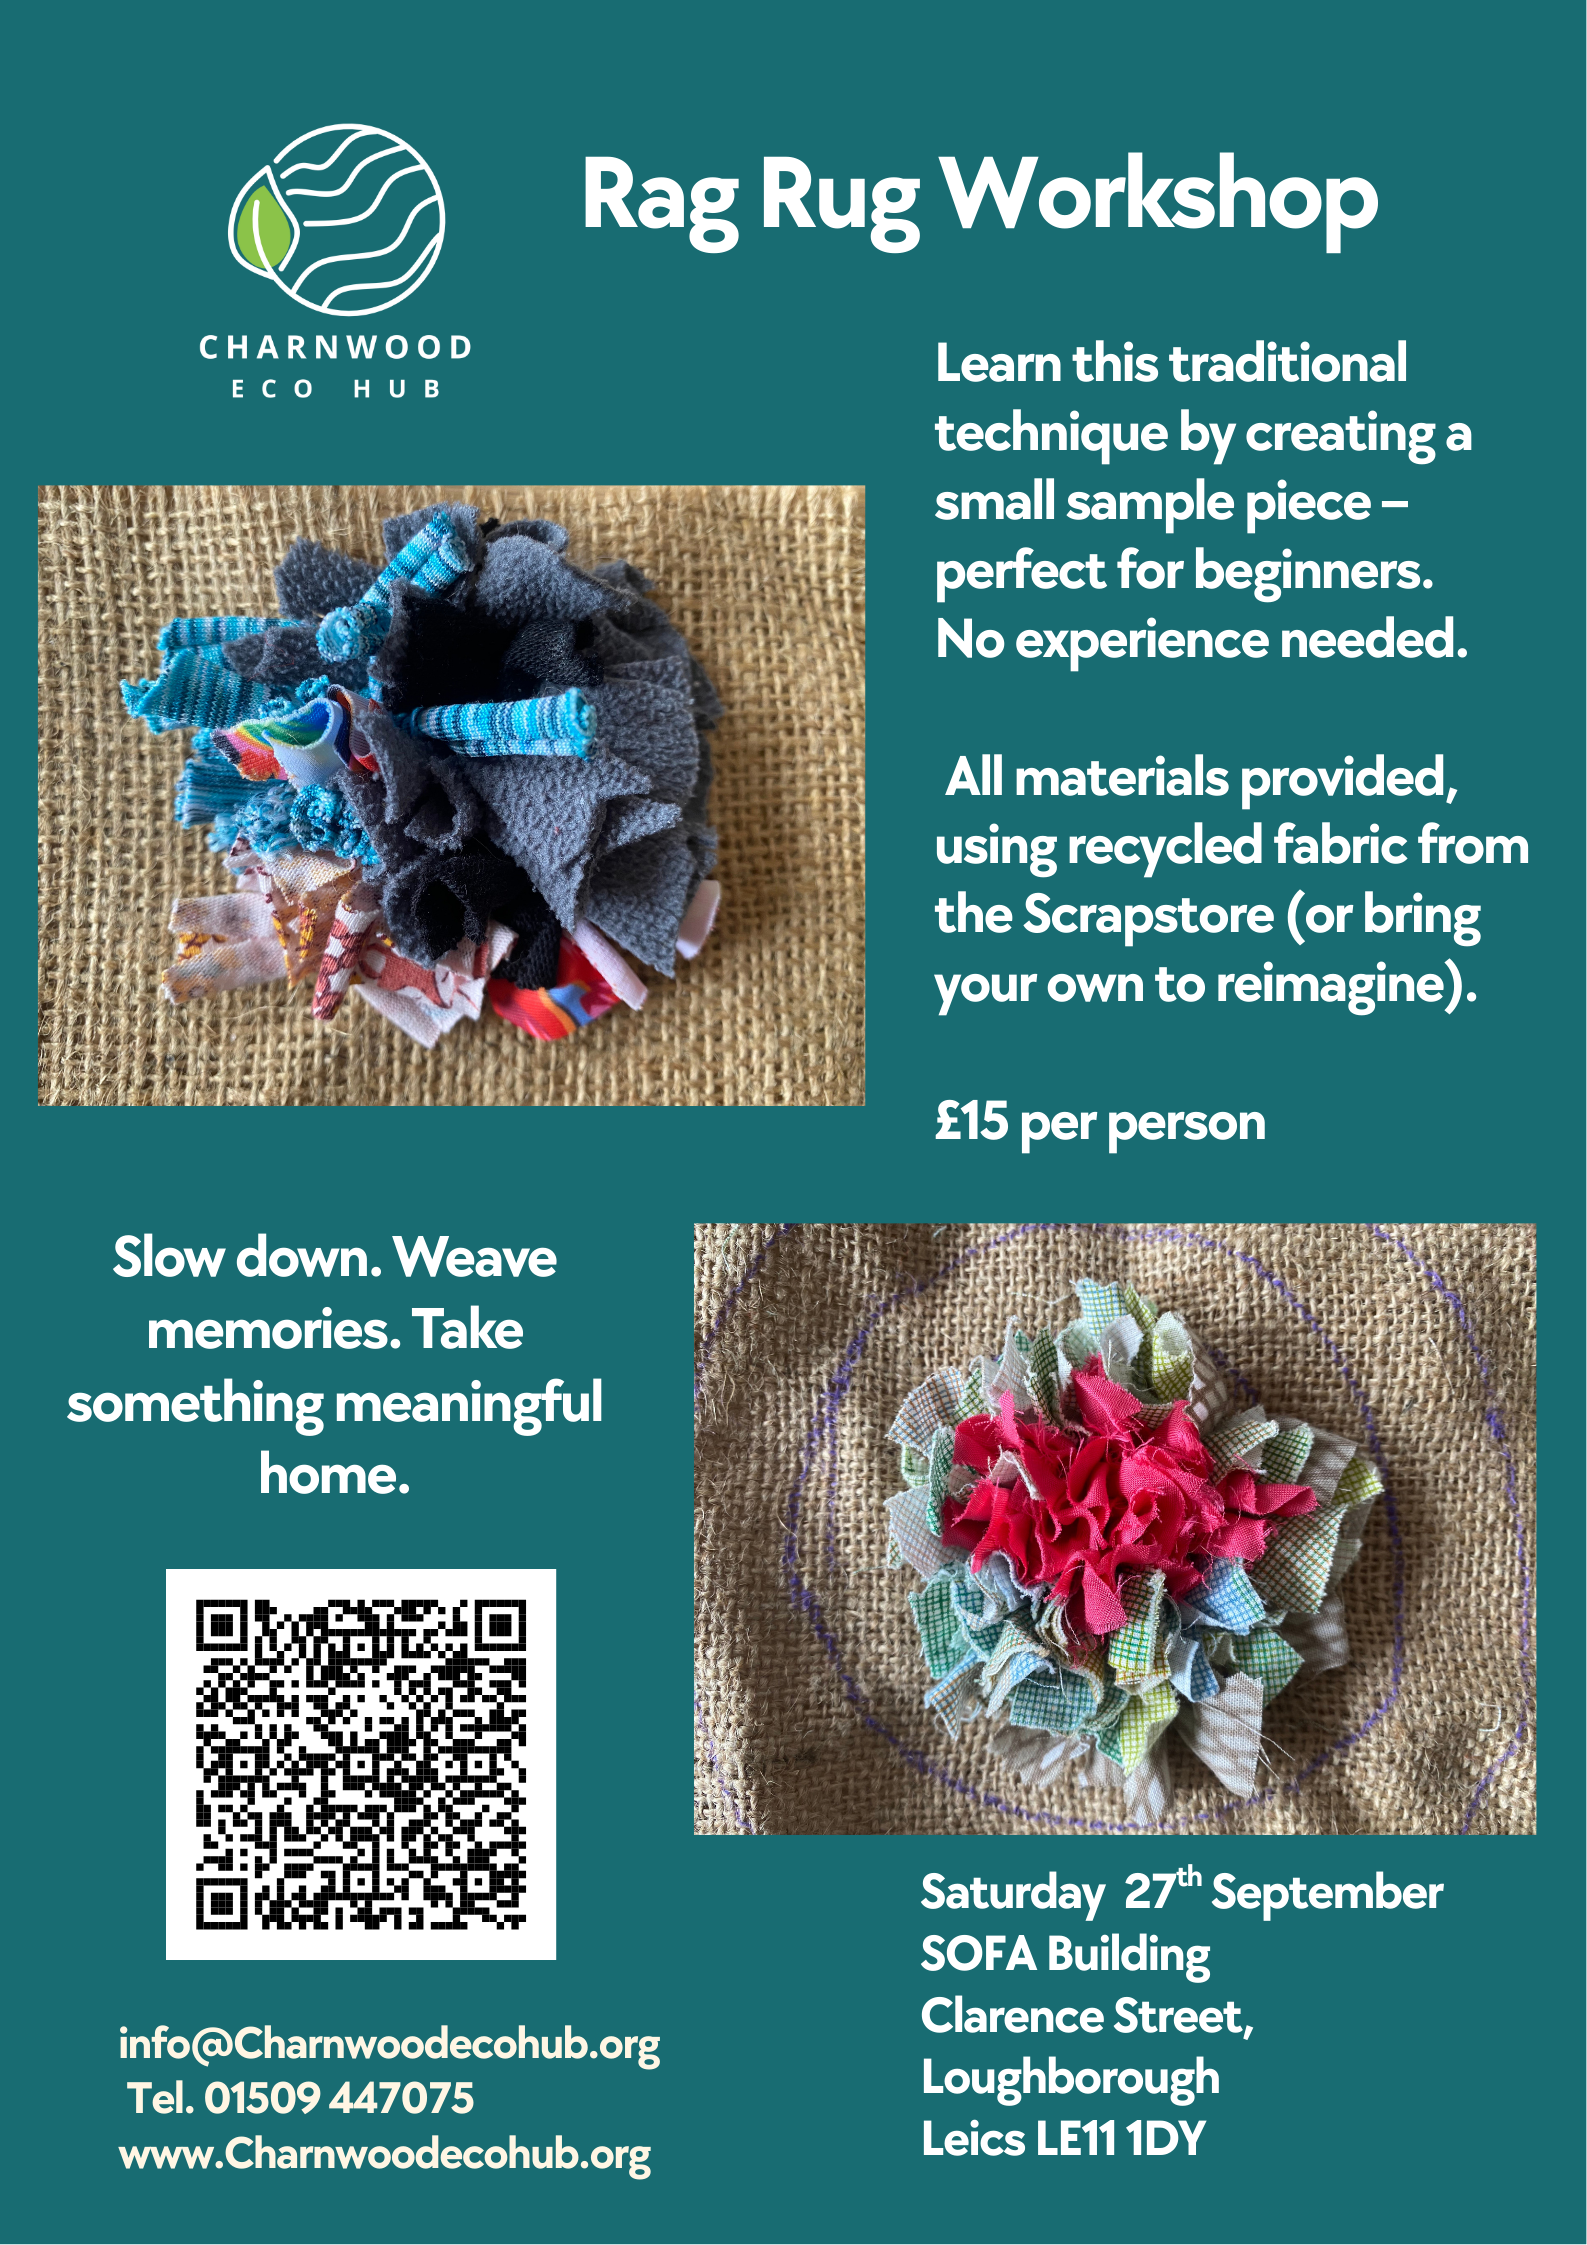 CHARNWOOD
ECO HUB
Rag Rug Workshop
Learn this traditional
technique by creating a
small sample piece –
perfect for beginners.
No experience needed.
All materials provided,
using recycled fabric from
the Scrapstore (or bring
your own to reimagine).
£15 per person
Slow down. Weave
memories. Take
something meaningful
home.
info@Charnwoodecohub.org
Tel. 01509 447075
www.Charnwoodecohub.org
Saturday 27th September
SOFA Building
Clarence Street,
Loughborough
Leics LE11 1DY